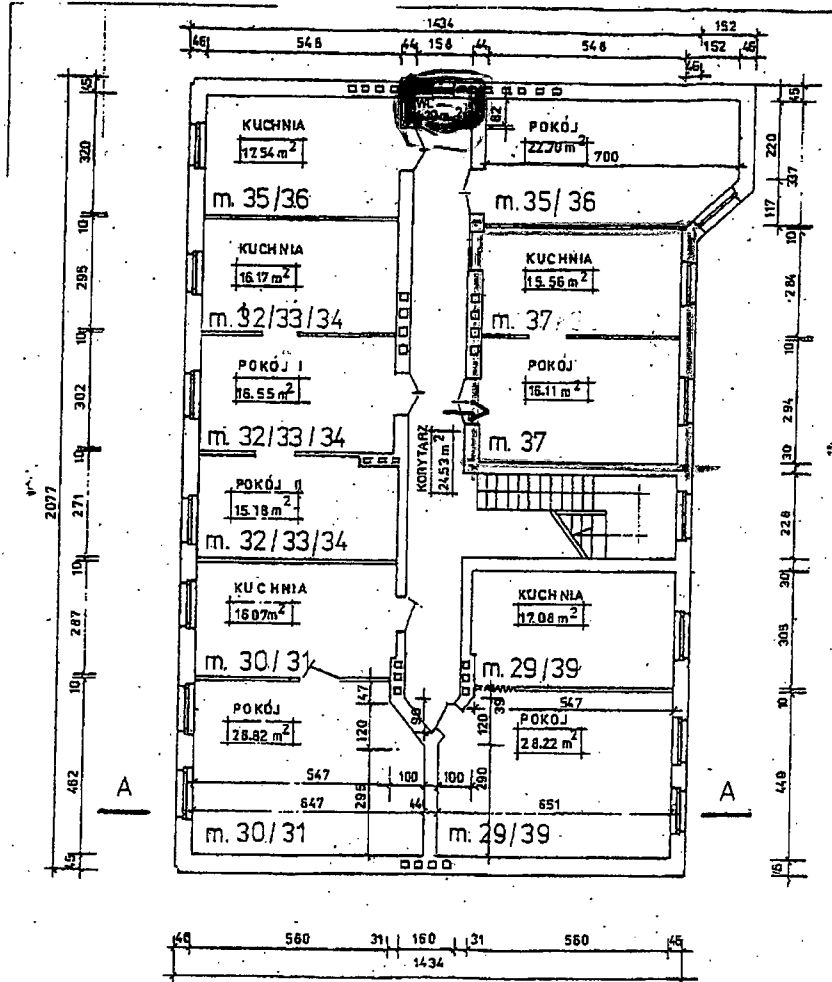 1434
152
46 548 44 158 44 548 152 46
46
45
320
10
295
10
302
10
271
10
287
10
462
45
2077
45
220
337
117
10
284
10
294
30
228
30
305
10
449
45
KUCHNIA
17.54 m²
m. 35/36
WC
82
POKÓJ
22.70 m²
700
m. 35/36
KUCHNIA
16.17 m²
m. 32/33/34
KUCHNIA
15.56 m²
m. 37
POKÓJ I
16.55 m²
m. 32/33/34
POKÓJ
16.11 m²
m. 37
KORYTARZ
24.53 m²
POKÓJ II
15.18 m²
m. 32/33/34
KUCHNIA
16.07 m²
m. 30/31
KUCHNIA
17.08 m²
m. 29/39
47
120
98
39
120
547
POKÓJ
28.82 m²
POKÓJ
28.22 m²
547 100 100
295
290
647 44 651
m. 30/31
m. 29/39
A
A
46 560 31 160 31 560 45
1434